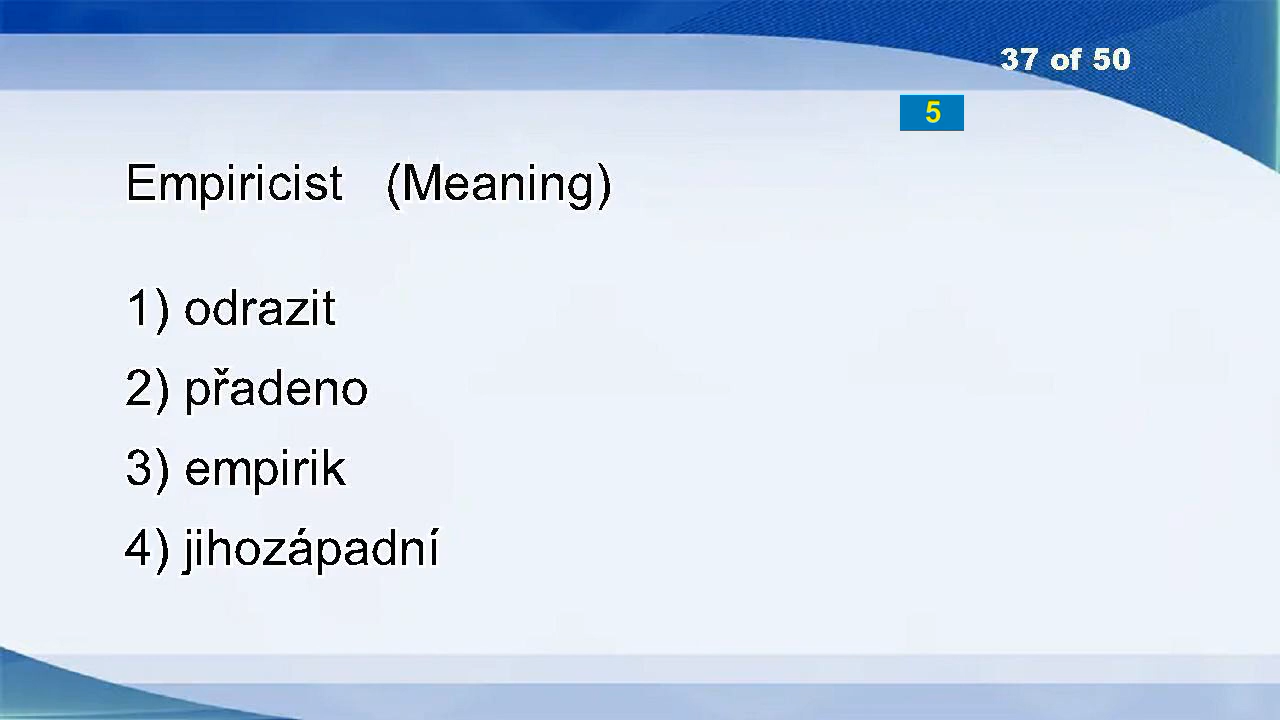 37 of 50
5
Empiricist (Meaning)
1) odrazit
2) přadeno
3) empirik
4) jihozápadní